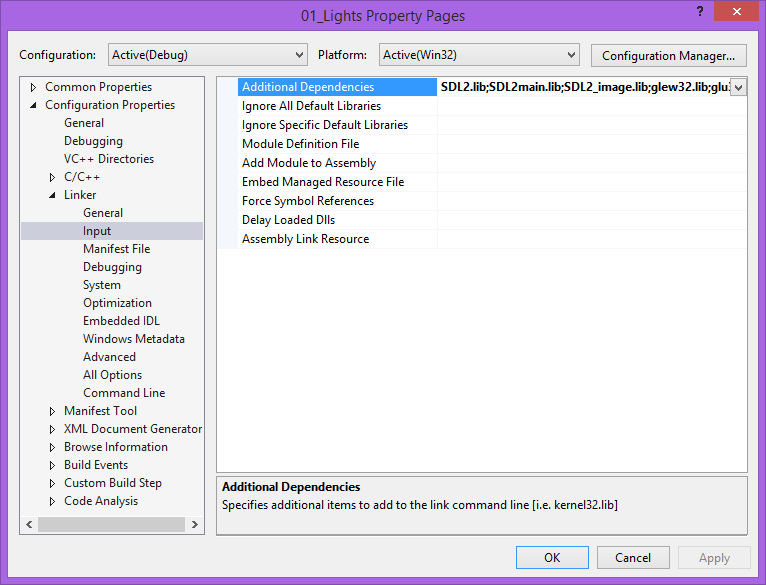 01_Lights Property Pages
Configuration: Active(Debug) Platform: Active(Win32) Configuration Manager...
Common Properties
Configuration Properties
General
Debugging
VC++ Directories
C/C++
Linker
General
Input
Manifest File
Debugging
System
Optimization
Embedded IDL
Windows Metadata
Advanced
All Options
Command Line
Manifest Tool
XML Document Generator
Browse Information
Build Events
Custom Build Step
Code Analysis
Additional Dependencies SDL2.lib;SDL2main.lib;SDL2_image.lib;glew32.lib;
Ignore All Default Libraries
Ignore Specific Default Libraries
Module Definition File
Add Module to Assembly
Embed Managed Resource File
Force Symbol References
Delay Loaded Dlls
Assembly Link Resource
Additional Dependencies
Specifies additional items to add to the link command line [i.e. kernel32.lib]
OK Cancel Apply